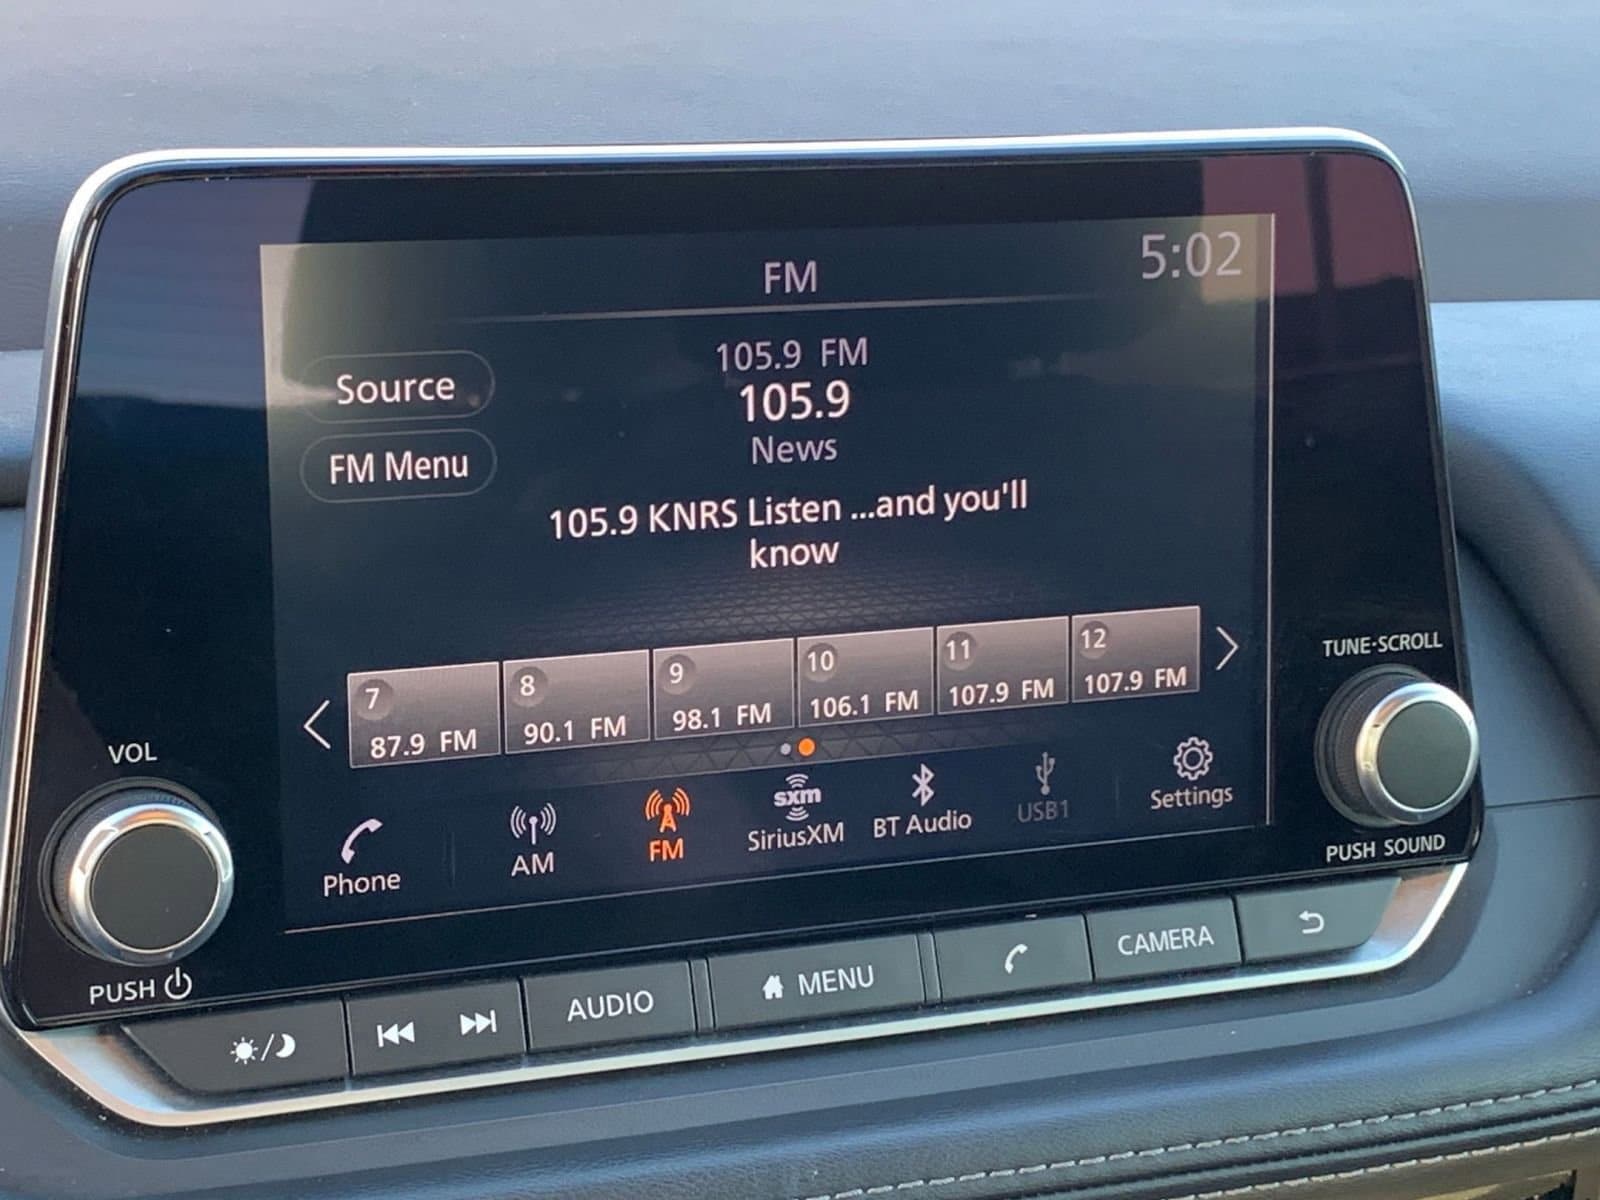 FM
5:02
105.9 FM
105.9
News
Source
FM Menu
105.9 KNRS Listen ...and you'll
know
7
87.9 FM
8
90.1 FM
9
98.1 FM
10
106.1 FM
11
107.9 FM
12
107.9 FM
Phone
AM
FM
sxm
SiriusXM
BT Audio
USB1
Settings
VOL
PUSH
TUNE·SCROLL
PUSH SOUND
AUDIO
MENU
CAMERA